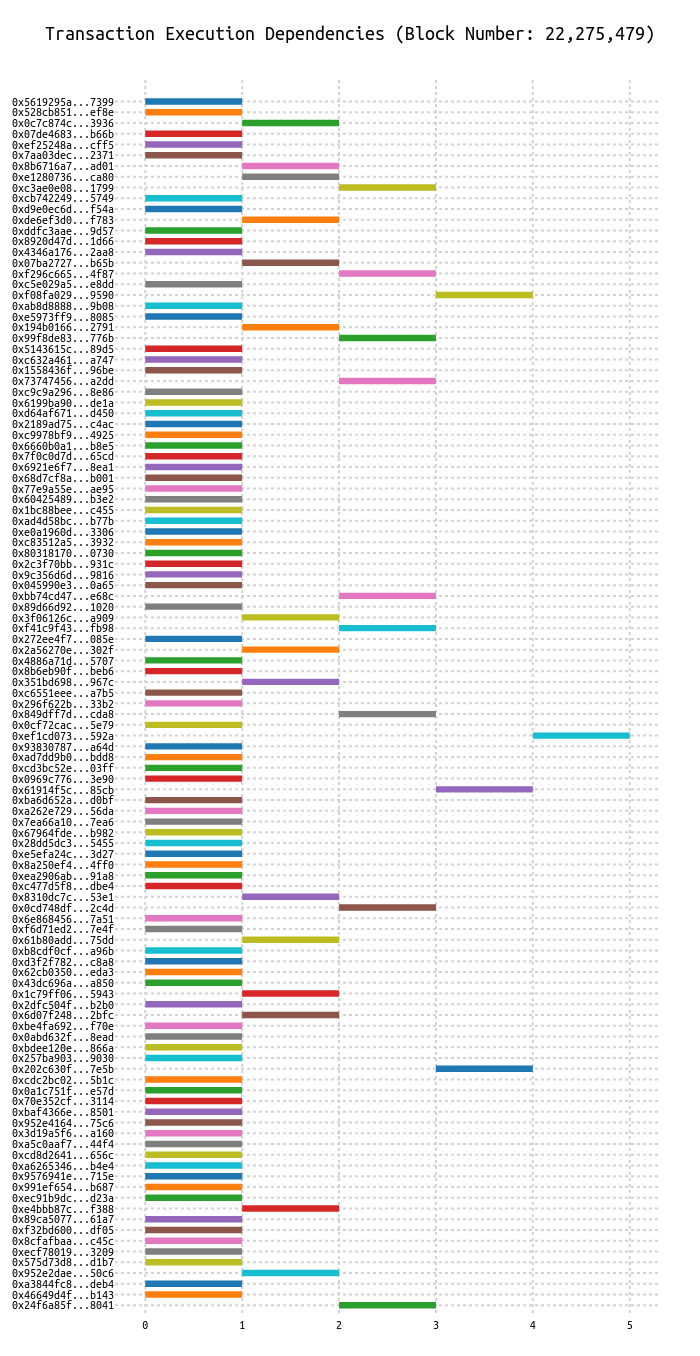 Transaction Execution Dependencies (Block Number: 22,275,479)
0x5619295a...7399
0x528cb851...ef8e
0x0c7c874c...3936
0x07de4683...b66b
0xef25248a...cff5
0x7aa03dec...2371
0x8b6716a7...ad01
0xe1280736...ca80
0xc3ae0e08...1799
0xcb742249...5749
0xd9e0ec6d...f54a
0xde6ef3d0...f783
0xddfc3aae...9d57
0x8920d47d...1d66
0x4346a176...2aa8
0x07ba2727...b65b
0xf296c665...4f87
0xc5e029a5...e8dd
0xf08fa029...9590
0xab8d8888...9b08
0xe5973ff9...8085
0x194b0166...2791
0x99f8de83...776b
0x5143615c...89d5
0xc632a461...a747
0x1558436f...96be
0x73747456...a2dd
0xc9c9a296...8e86
0x6199ba90...de1a
0xd64af671...d450
0x2189ad75...c4ac
0xc9978bf9...4925
0x6660b0a1...b8e5
0x7f0c0d7d...65cd
0x6921e6f7...8ea1
0x68d7cf8a...b001
0x77e9a55e...ae95
0x60425489...b3e2
0x1bc88bee...c455
0xad4d58bc...b77b
0xe0a1960d...3306
0xc83512a5...3932
0x80318170...0730
0x2c3f70bb...931c
0x9c356d6d...9816
0x045990e3...0a65
0xbb74cd47...e68c
0x89d66d92...1020
0x3f06126c...a909
0xf41c9f43...fb98
0x272ee4f7...085e
0x2a56270e...302f
0x4886a71d...5707
0x8b6eb90f...beb6
0x351bd698...967c
0xc6551eee...a7b5
0x296f622b...33b2
0x849dff7d...cda8
0x0cf72cac...5e79
0xef1cd073...592a
0x93830787...a64d
0xad7dd9b0...bdd8
0xcd3bc52e...03ff
0x0969c776...3e90
0x61914f5c...85cb
0xba6d652a...d0bf
0xa262e729...56da
0x7ea66a10...7ea6
0x67964fde...b982
0x28dd5dc3...5455
0xe5efa24c...3d27
0x8a250ef4...4ff0
0xea2906ab...91a8
0xc477d5f8...dbe4
0x8310dc7c...53e1
0x0cd748df...2c4d
0x6e868456...7a51
0xf6d71ed2...7e4f
0x61b80add...75dd
0xb8cdf0cf...a96b
0xd3f2f782...c8a8
0x62cb0350...eda3
0x43dc696a...a850
0x1c79ff06...5943
0x2dfc504f...b2b0
0x6d07f248...2bfc
0xbe4fa692...f70e
0x0abd632f...8ead
0xbdee120e...866a
0x257ba903...9030
0x202c630f...7e5b
0xcdc2bc02...5b1c
0x0a1c751f...e57d
0x70e352cf...3114
0xbaf4366e...8501
0x952e4164...75c6
0x3d19a5f6...a160
0xa5c0aaf7...44f4
0xcd8d2641...656c
0xa6265346...b4e4
0x9576941e...715e
0x991ef654...b687
0xec91b9dc...d23a
0xe4bbb87c...f388
0x89ca5077...61a7
0xf32bd600...df05
0x8cfafbaa...c45c
0xecf78019...3209
0x575d73d8...d1b7
0x952e2dae...50c6
0xa3844fc8...deb4
0x46649d4f...b143
0x24f6a85f...8041
0 1 2 3 4 5